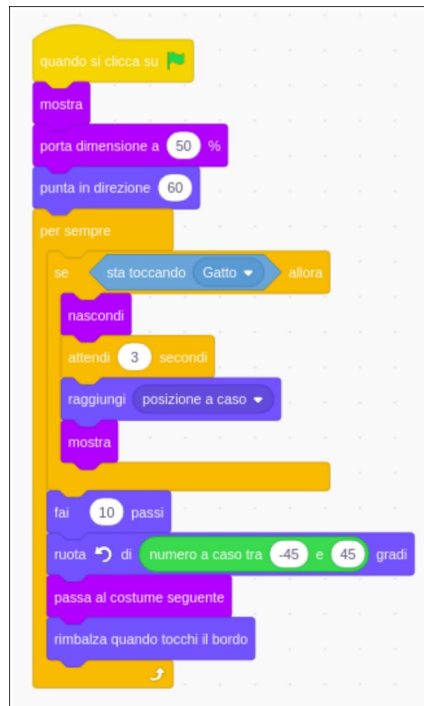 quando si clicca su
mostra
porta dimensione a 50 %
punta in direzione 60
per sempre
se sta toccando Gatto allora
nascondi
attendi 3 secondi
raggiungi posizione a caso
mostra
fai 10 passi
ruota di numero a caso tra -45 e 45 gradi
passa al costume seguente
rimbalza quando tocchi il bordo